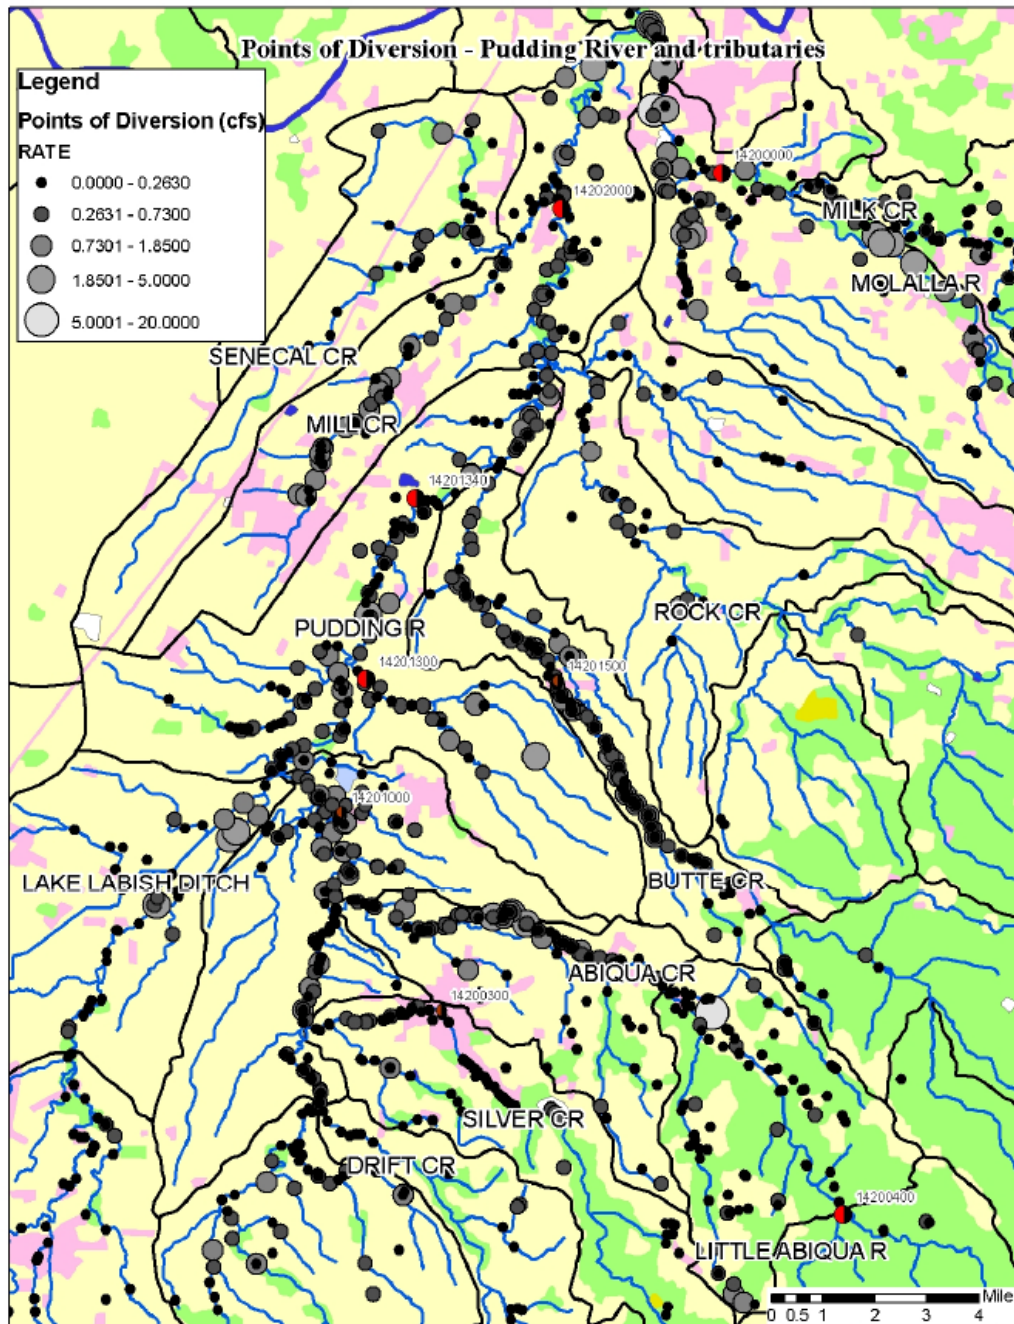 Points of Diversion - Pudding River and tributaries
Legend
Points of Diversion (cfs)
RATE
0.0000 - 0.2630
0.2631 - 0.7300
0.7301 - 1.8500
1.8501 - 5.0000
5.0001 - 20.0000
14200000
14202000
MILK CR
MOLALLA R
SENECAL CR
MILL CR
14201340
ROCK CR
PUDDING R
14201300
14201500
14201000
LAKE LABISH DITCH
BUTTE CR
ABIQUA CR
14200300
SILVER CR
DRIFT CR
14200400
LITTLE ABIQUA R
Mile
0 0.5 1 2 3 4